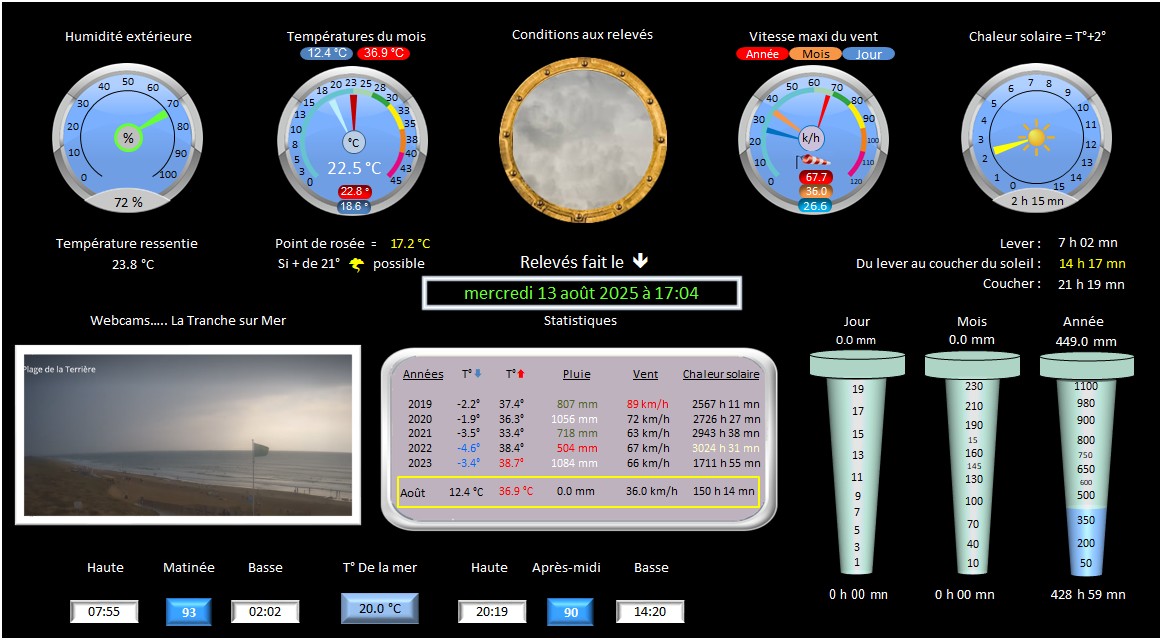 Humidité extérieure
Températures du mois
Conditions aux relevés
Vitesse maxi du vent
Chaleur solaire = T°+2°
12.4 °C 36.9 °C
Année Mois Jour
0 10 20 30 40 50 60 70 80 90 100
%
72 %
0 3 5 8 10 13 15 18 20 23 25 28 30 33 35 38 40 43 45
°C
22.5 °C
22.8 °
18.6 °
0 10 20 30 40 50 60 70 80 90 100 110 120
k/h
67.7
36.0
26.6
0 1 2 3 4 5 6 7 8 9 10 11 12 13 14 15
2 h 15 mn
Température ressentie
23.8 °C
Point de rosée = 17.2 °C
Si + de 21° possible
Relevés fait le
mercredi 13 août 2025 à 17:04
Lever : 7 h 02 mn
Du lever au coucher du soleil : 14 h 17 mn
Coucher : 21 h 19 mn
Webcams….. La Tranche sur Mer
Plage de la Terrière
Statistiques
Années T° T° Pluie Vent Chaleur solaire
2019 -2.2° 37.4° 807 mm 89 km/h 2567 h 11 mn
2020 -1.9° 36.3° 1056 mm 72 km/h 2726 h 27 mn
2021 -3.5° 33.4° 718 mm 63 km/h 2943 h 38 mn
2022 -4.6° 38.4° 504 mm 67 km/h 3024 h 31 mn
2023 -3.4° 38.7° 1084 mm 66 km/h 1711 h 55 mn
Août 12.4 °C 36.9 °C 0.0 mm 36.0 km/h 150 h 14 mn
Jour
0.0 mm
19
17
15
13
11
9
7
5
3
1
0 h 00 mn
Mois
0.0 mm
230
210
190
15
160
145
130
100
70
40
10
0 h 00 mn
Année
449.0 mm
1100
980
900
800
750
650
600
500
350
200
50
428 h 59 mn
Haute Matinée Basse
07:55 93 02:02
T° De la mer
20.0 °C
Haute Après-midi Basse
20:19 90 14:20